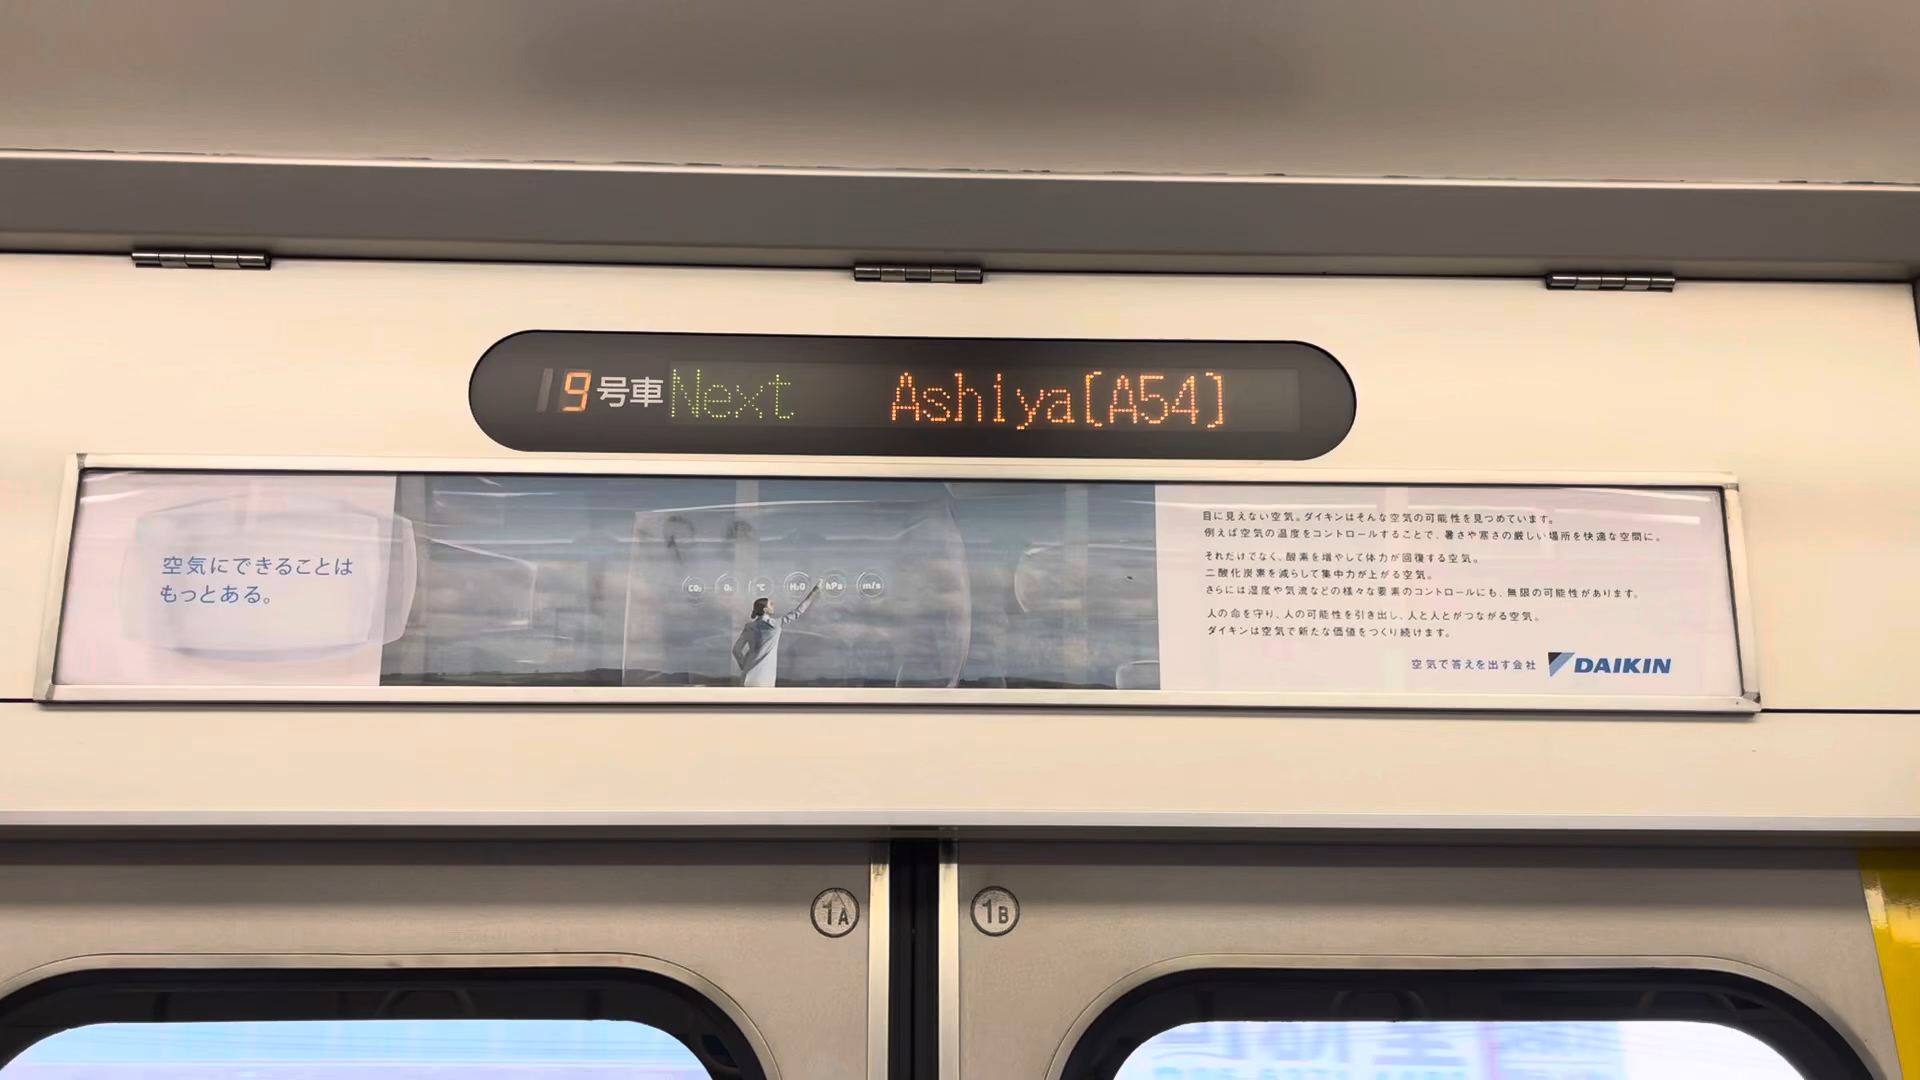 9号車 Next Ashiya[A54]
空気にできることは
もっとある。
CO₂ O₂ ℃ H₂O hPa m/s
目に見えない空気。ダイキンはそんな空気の可能性を見つめています。
例えば空気の温度をコントロールすることで、暑さや寒さの厳しい場所を快適な空間に。
それだけでなく、酸素を増やして体力が回復する空気。
二酸化炭素を減らして集中力が上がる空気。
さらには湿度や気流などの様々な要素のコントロールにも、無限の可能性があります。
人の命を守り、人の可能性を引き出し、人と人とがつながる空気。
ダイキンは空気で新たな価値をつくり続けます。
空気で答えを出す会社 DAIKIN
1A 1B